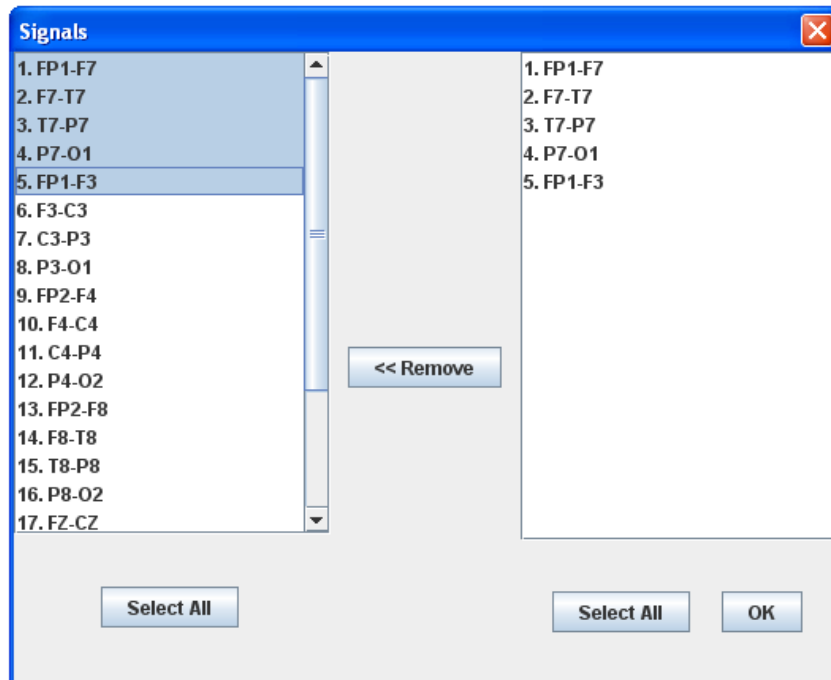 Signals
1. FP1-F7
2. F7-T7
3. T7-P7
4. P7-O1
5. FP1-F3
6. F3-C3
7. C3-P3
8. P3-O1
9. FP2-F4
10. F4-C4
11. C4-P4
12. P4-O2
13. FP2-F8
14. F8-T8
15. T8-P8
16. P8-O2
17. FZ-CZ
Select All
<< Remove
1. FP1-F7
2. F7-T7
3. T7-P7
4. P7-O1
5. FP1-F3
Select All
OK